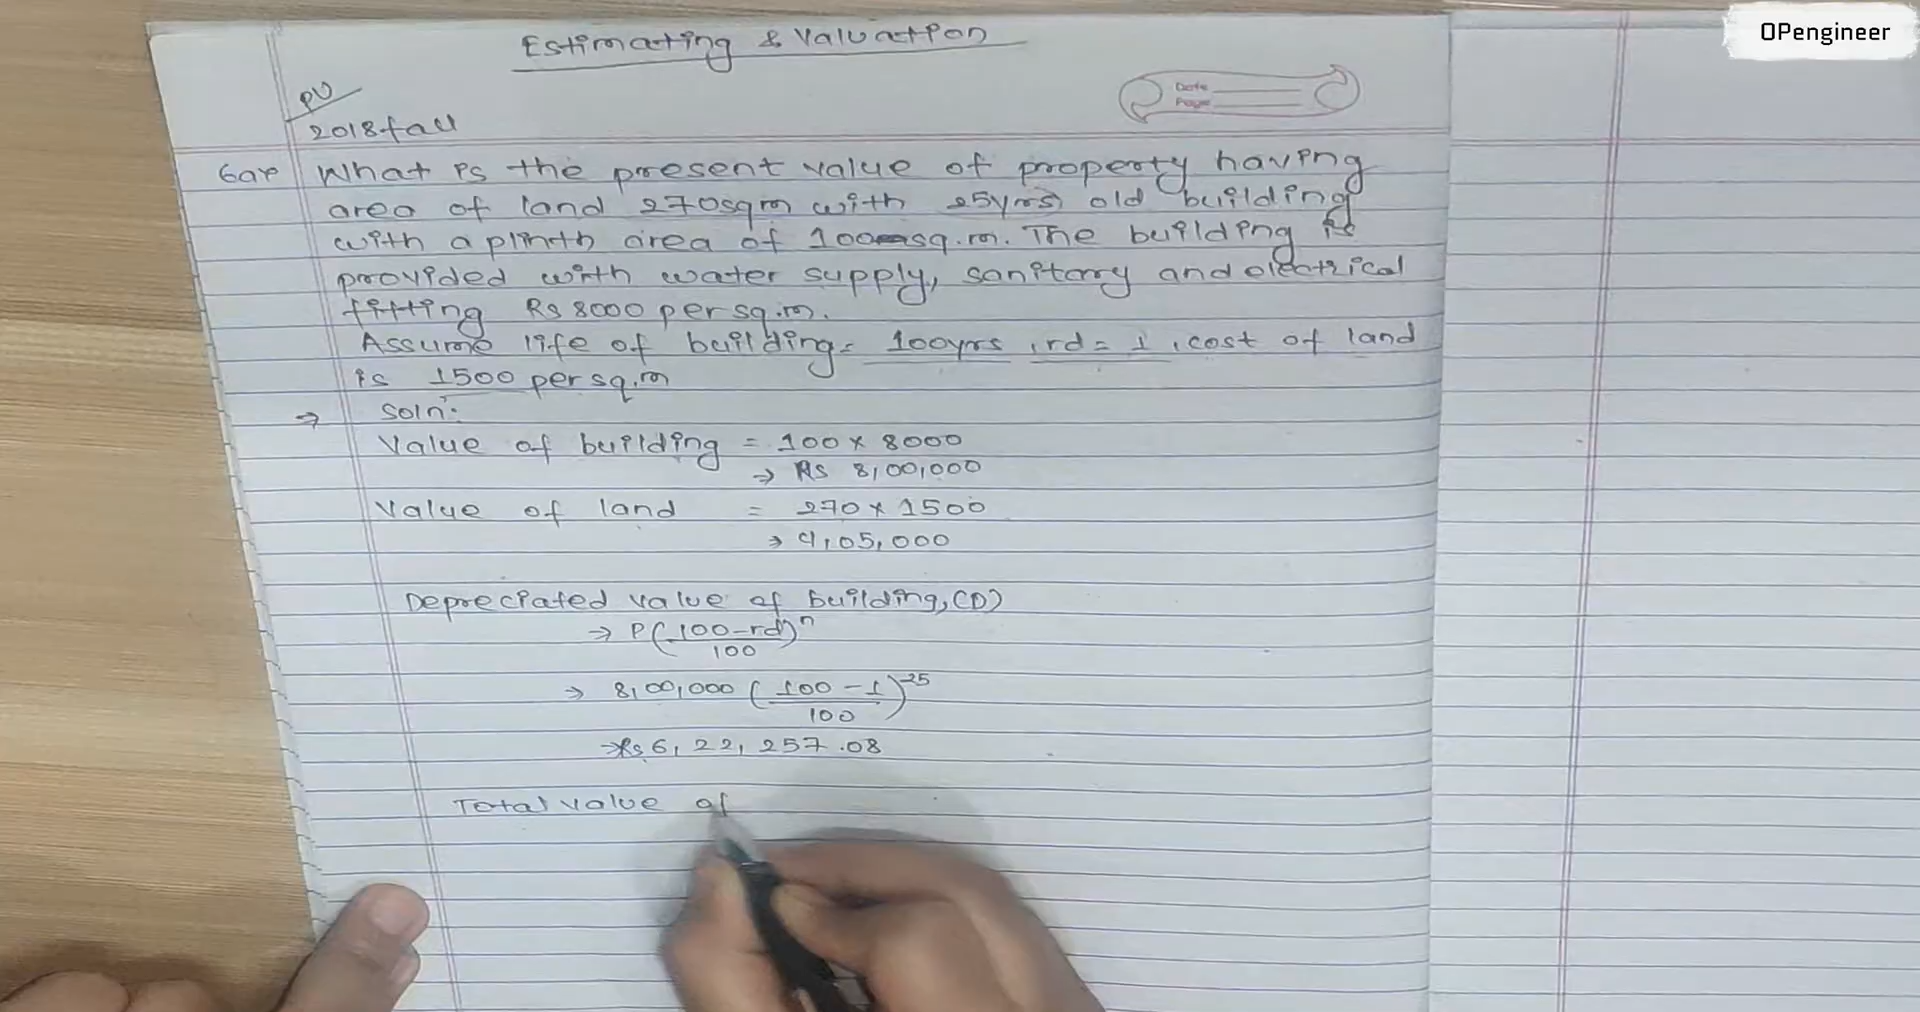 OPengineer
Estimating & Valuation
Date
Page
PU
2018 fall
6a*
What is the present value of property having
area of land 270sqm with 25yrs old building
with a plinth area of 100 sq.m. The building is
provided with water supply, sanitary and electrical
fitting Rs 8000 per sq.m.
Assume life of building = 100yrs, rd = 1, cost of land
is 1500 per sq.m
⇒ Soln:
Value of building = 100 × 8000
⇒ Rs 8,00,000
Value of land = 270 × 1500
⇒ 4,05,000
Depreciated value of building, (D)
⇒ P(100-rd/100)^n
⇒ 8,00,000 (100 - 1/100)^25
⇒ Rs 6,22,257.08
Total value of